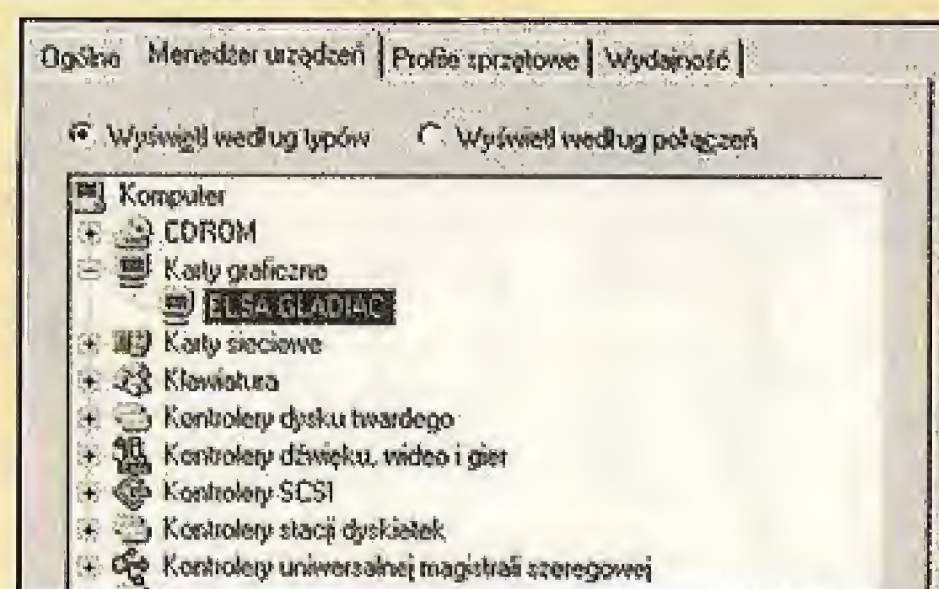 Ogólne Menedżer urządzeń Profile sprzętowe Wydajność
Wyświetl według typów Wyświetl według połączeń
Komputer
CDROM
Karty graficzne
ELSA GLADIAC
Karty sieciowe
Klawiatura
Kontrolery dysku twardego
Kontrolery dźwięku, wideo i gier
Kontrolery SCSI
Kontrolery stacji dyskietek
Kontrolery uniwersalnej magistrali szeregowej